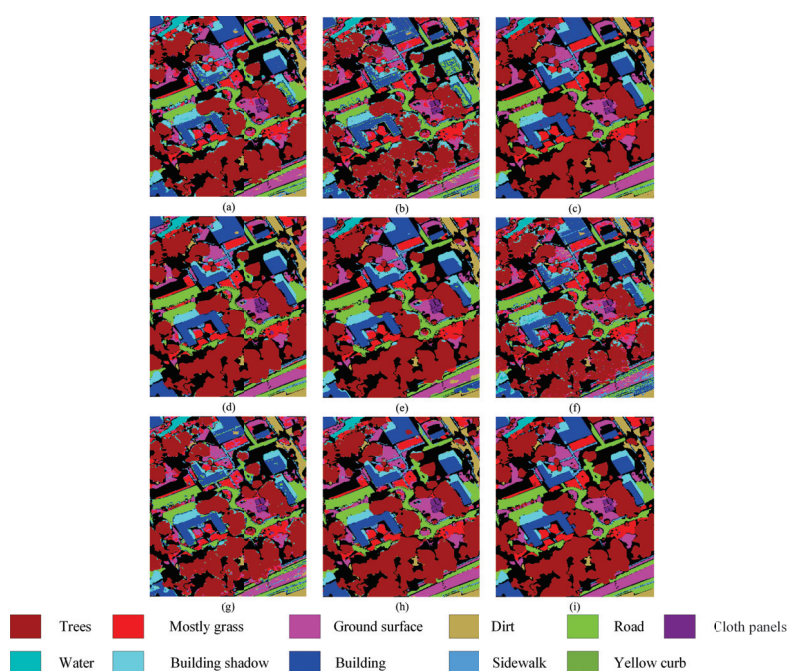 (a) (b) (c)
(d) (e) (f)
(g) (h) (i)
Trees Mostly grass Ground surface Dirt Road Cloth panels
Water Building shadow Building Sidewalk Yellow curb